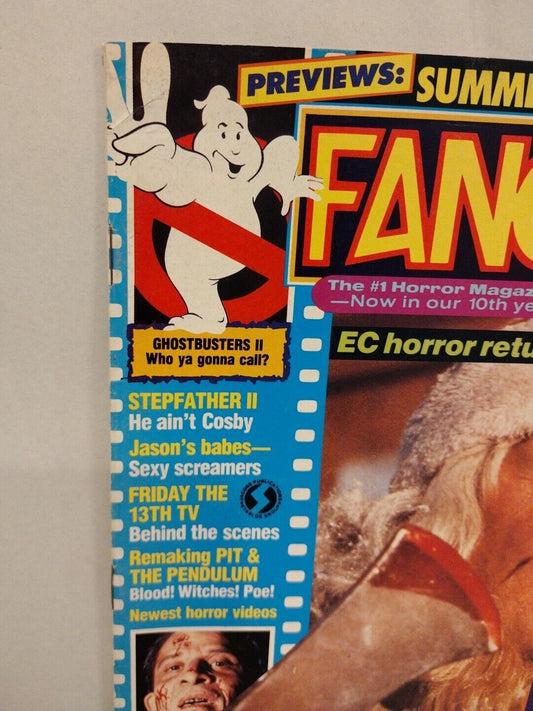 PREVIEWS: SUMME
FANG
The #1 Horror Magaz
—Now in our 10th ye
EC horror retu
GHOSTBUSTERS II
Who ya gonna call?
STEPFATHER II
He ain't Cosby
Jason's babes—
Sexy screamers
FRIDAY THE
13TH TV
Behind the scenes
Remaking PIT &
THE PENDULUM
Blood! Witches! Poe!
Newest horror videos